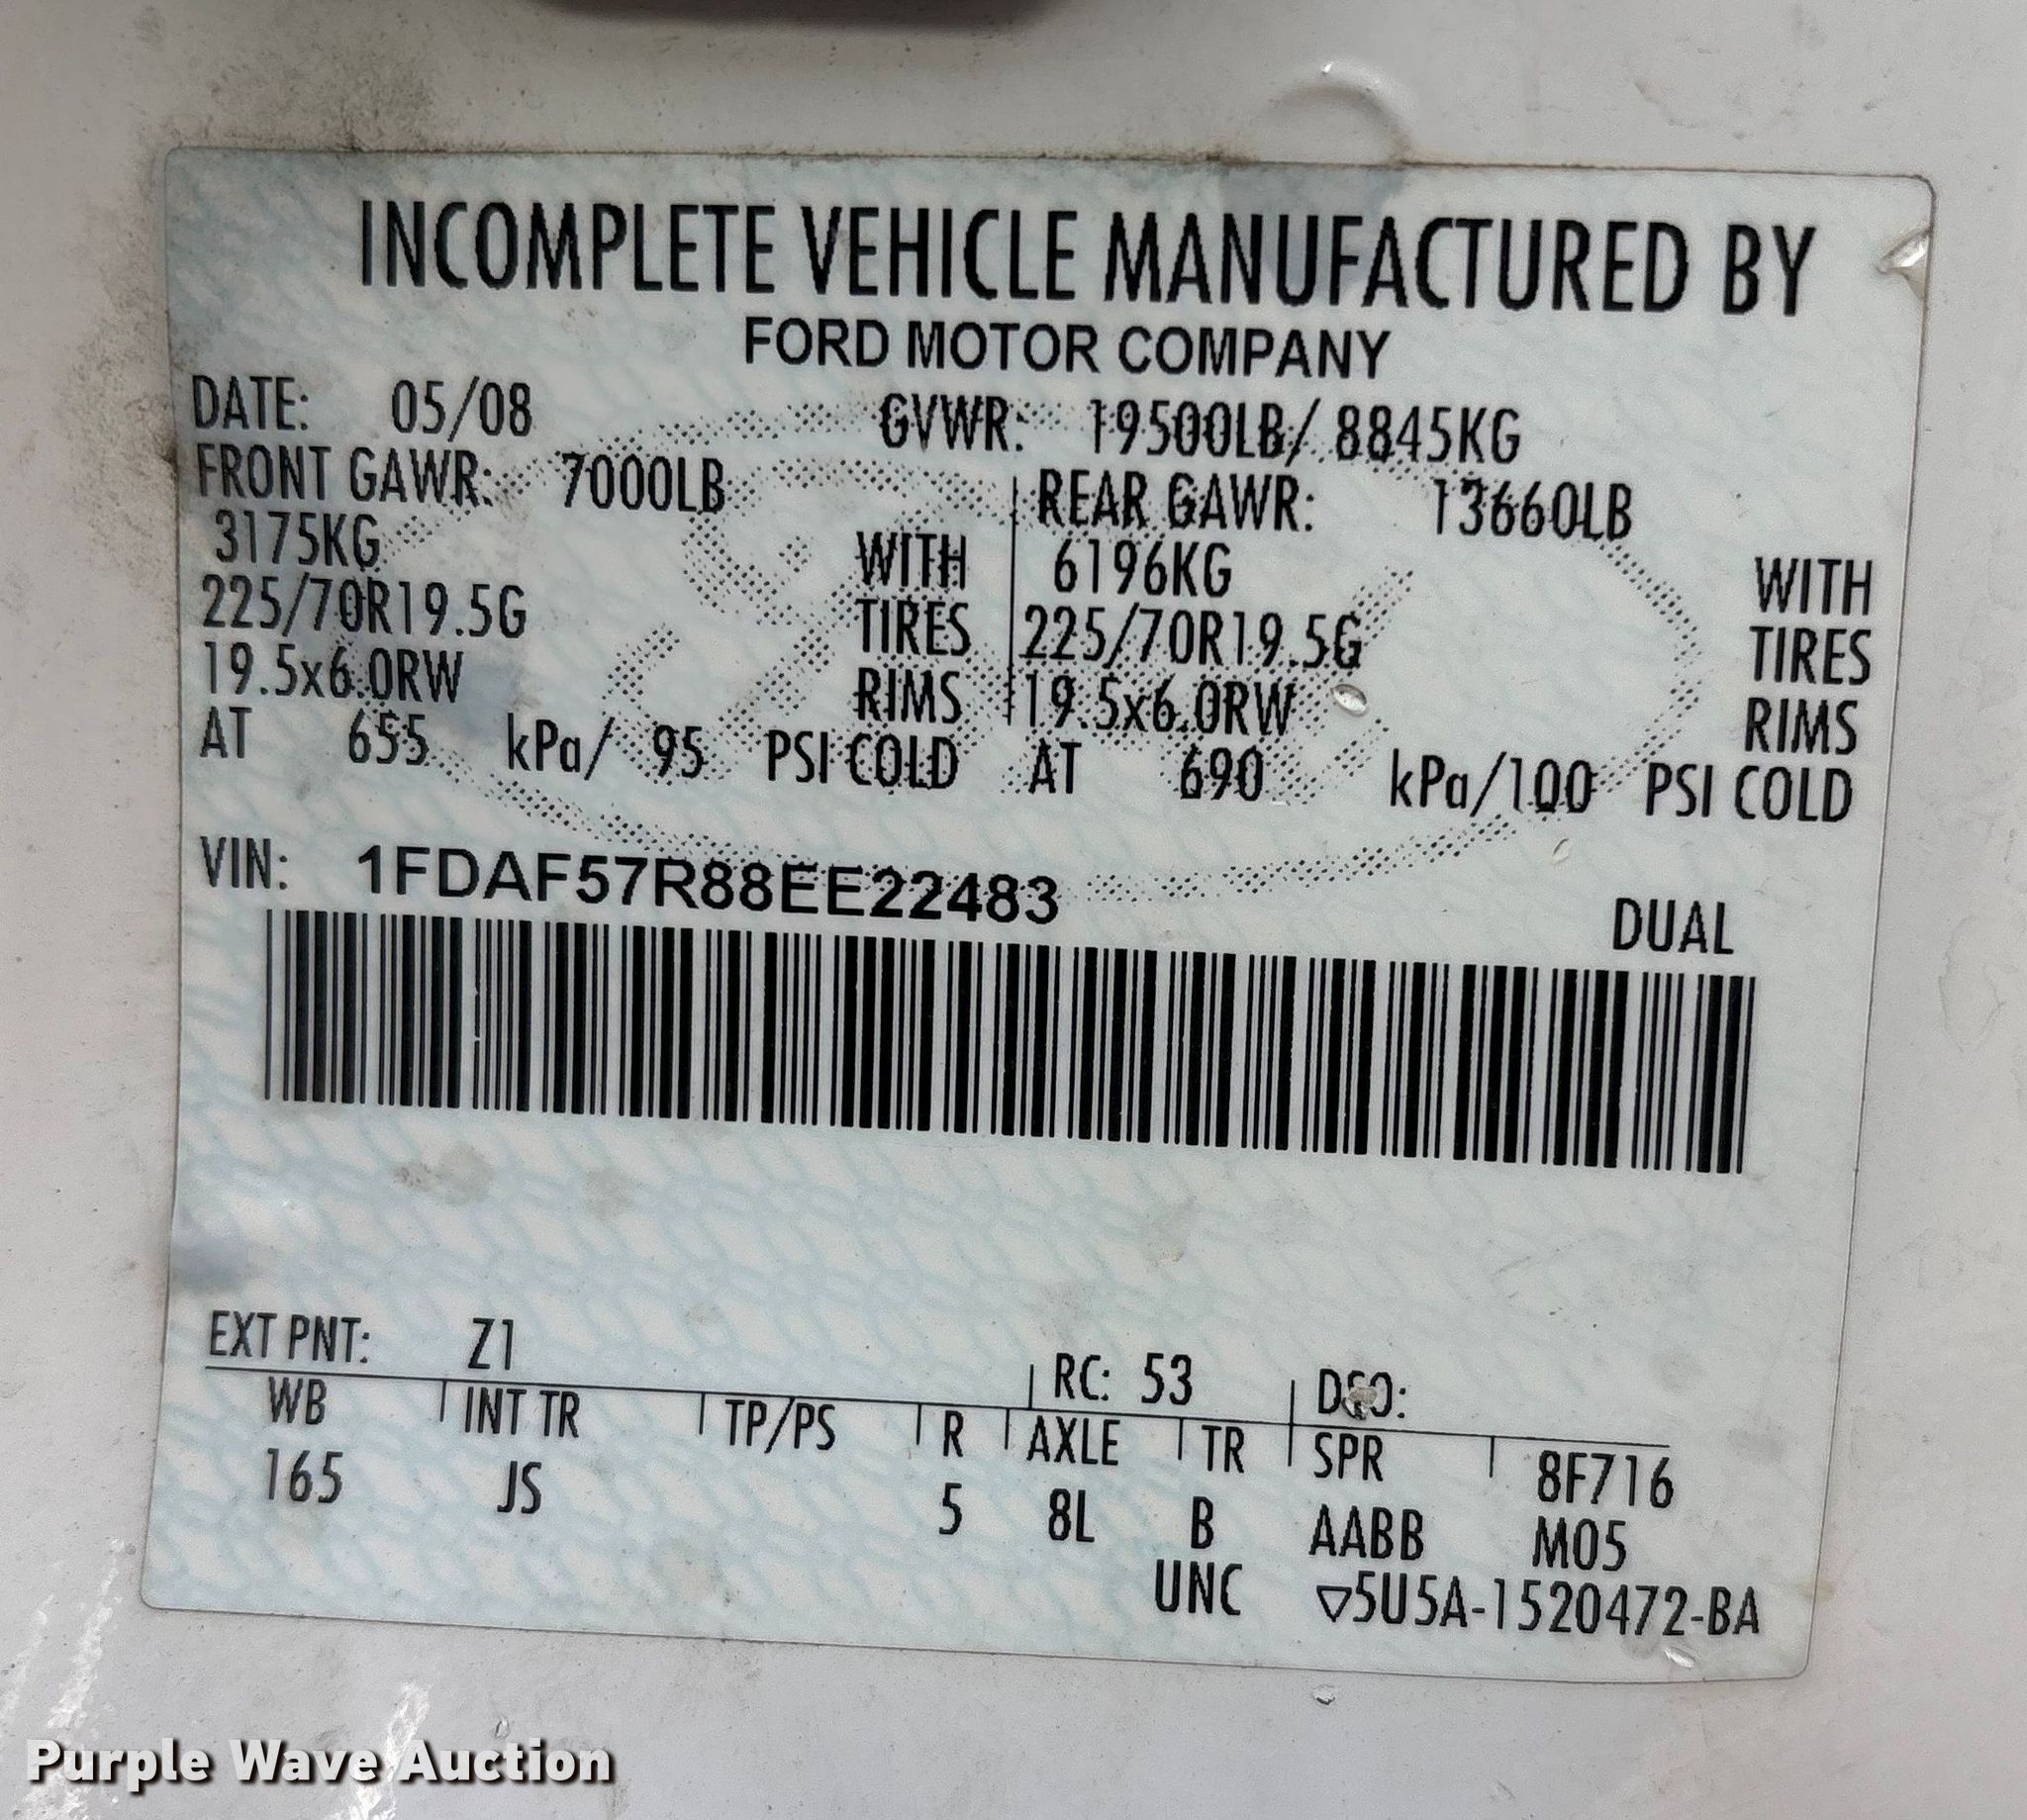 INCOMPLETE VEHICLE MANUFACTURED BY
FORD MOTOR COMPANY
DATE: 05/08 GVWR: 19500LB/ 8845KG
FRONT GAWR: 7000LB REAR GAWR: 13660LB
3175KG WITH 6196KG WITH
225/70R19.5G TIRES 225/70R19.5G TIRES
19.5x6.0RW RIMS 19.5x6.0RW RIMS
AT 655 kPa/ 95 PSI COLD AT 690 kPa/100 PSI COLD
VIN: 1FDAF57R88EE22483
DUAL
EXT PNT: Z1 RC: 53 DSO:
WB INT TR TP/PS R AXLE TR SPR 8F716
165 JS 5 8L B AABB M05
UNC ▽5U5A-1520472-BA
Purple Wave Auction